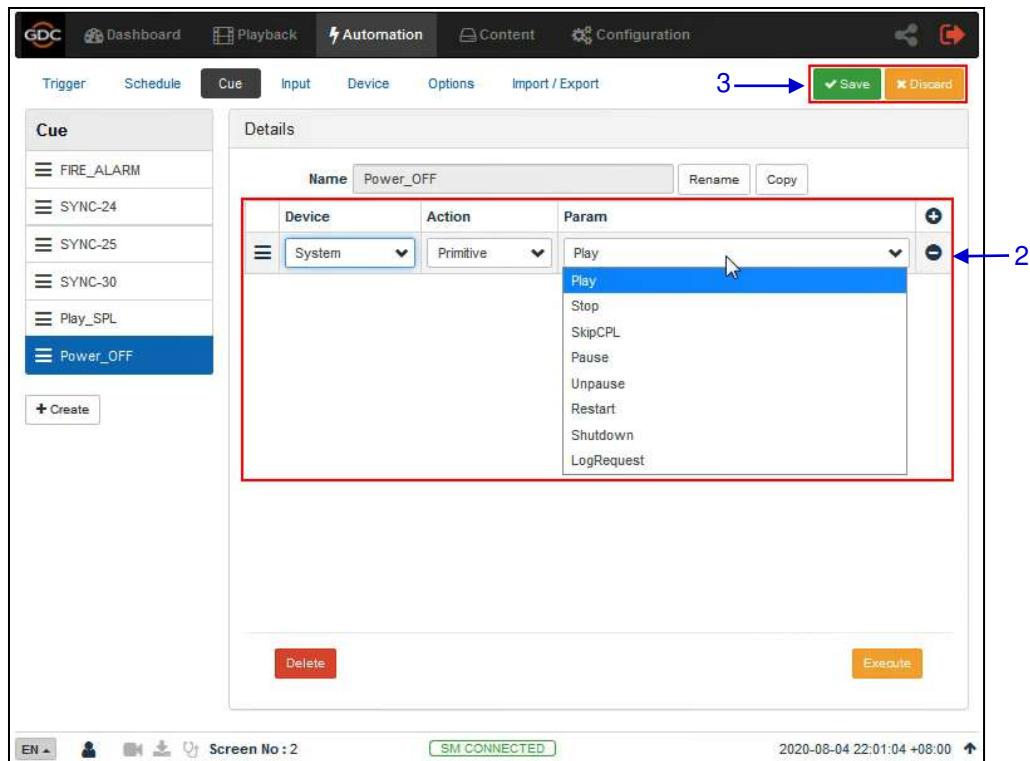 GDC Dashboard Playback Automation Content Configuration
Trigger Schedule Cue Input Device Options Import / Export 3 Save Discard
Cue
FIRE_ALARM
SYNC-24
SYNC-25
SYNC-30
Play_SPL
Power_OFF
+ Create
Details
Name Power_OFF Rename Copy
Device Action Param
System Primitive Play 2
Play
Stop
SkipCPL
Pause
Unpause
Restart
Shutdown
LogRequest
Delete Execute
EN Screen No : 2 SM CONNECTED 2020-08-04 22:01:04 +08:00